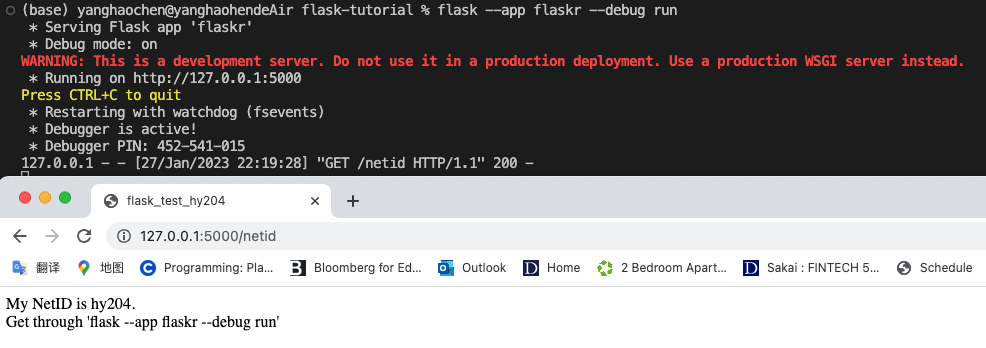 (base) yanghaochen@yanghaohendeAir flask-tutorial % flask --app flaskr --debug run
* Serving Flask app 'flaskr'
* Debug mode: on
WARNING: This is a development server. Do not use it in a production deployment. Use a production WSGI server instead.
* Running on http://127.0.0.1:5000
Press CTRL+C to quit
* Restarting with watchdog (fsevents)
* Debugger is active!
* Debugger PIN: 452-541-015
127.0.0.1 - - [27/Jan/2023 22:19:28] "GET /netid HTTP/1.1" 200 -
flask_test_hy204
127.0.0.1:5000/netid
翻译 地图 Programming: Pla... Bloomberg for Ed... Outlook Home 2 Bedroom Apart... Sakai : FINTECH 5... Schedule
My NetID is hy204.
Get through 'flask --app flaskr --debug run'